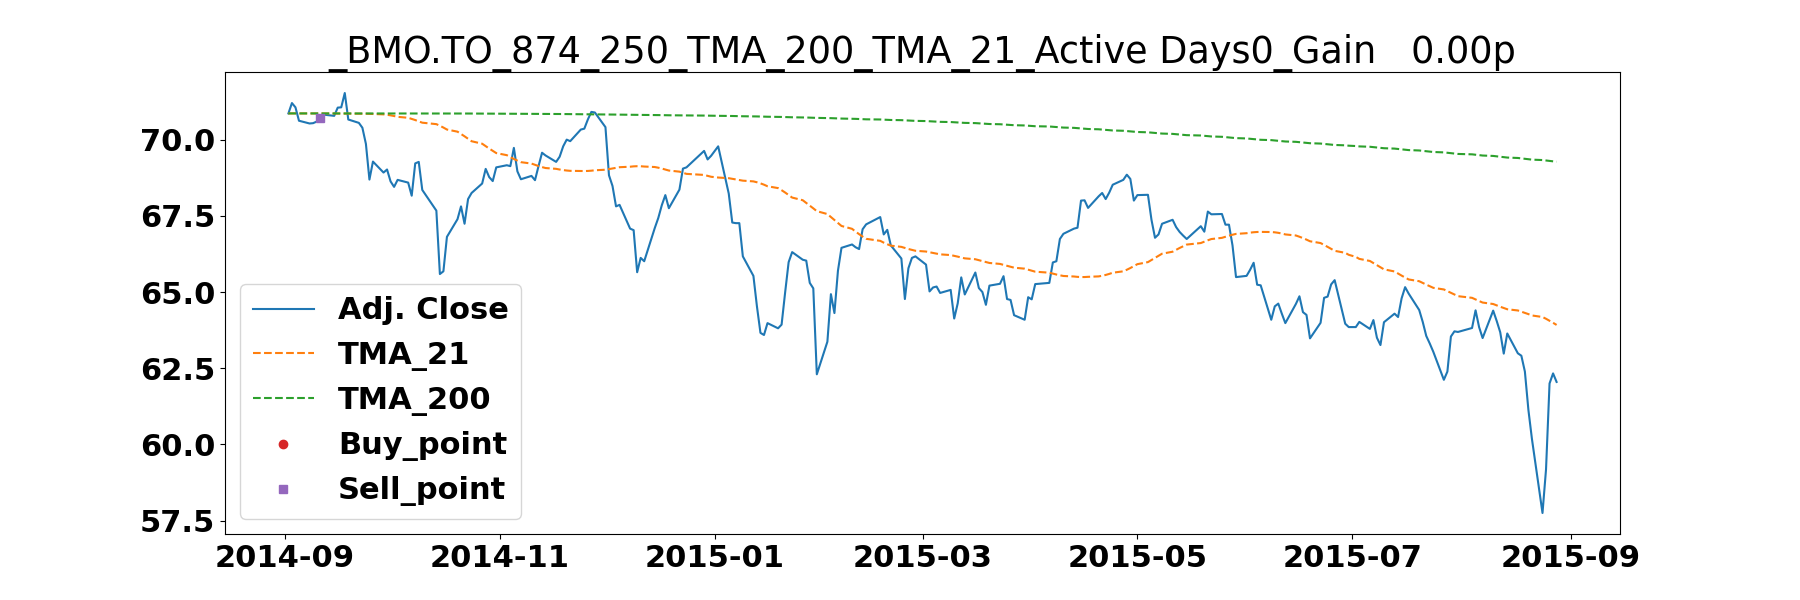 _BMO.TO_874_250_TMA_200_TMA_21_Active Days0_Gain   0.00p
70.0
67.5
65.0
62.5
60.0
57.5
Adj. Close
TMA_21
TMA_200
Buy_point
Sell_point
2014-09 2014-11 2015-01 2015-03 2015-05 2015-07 2015-09